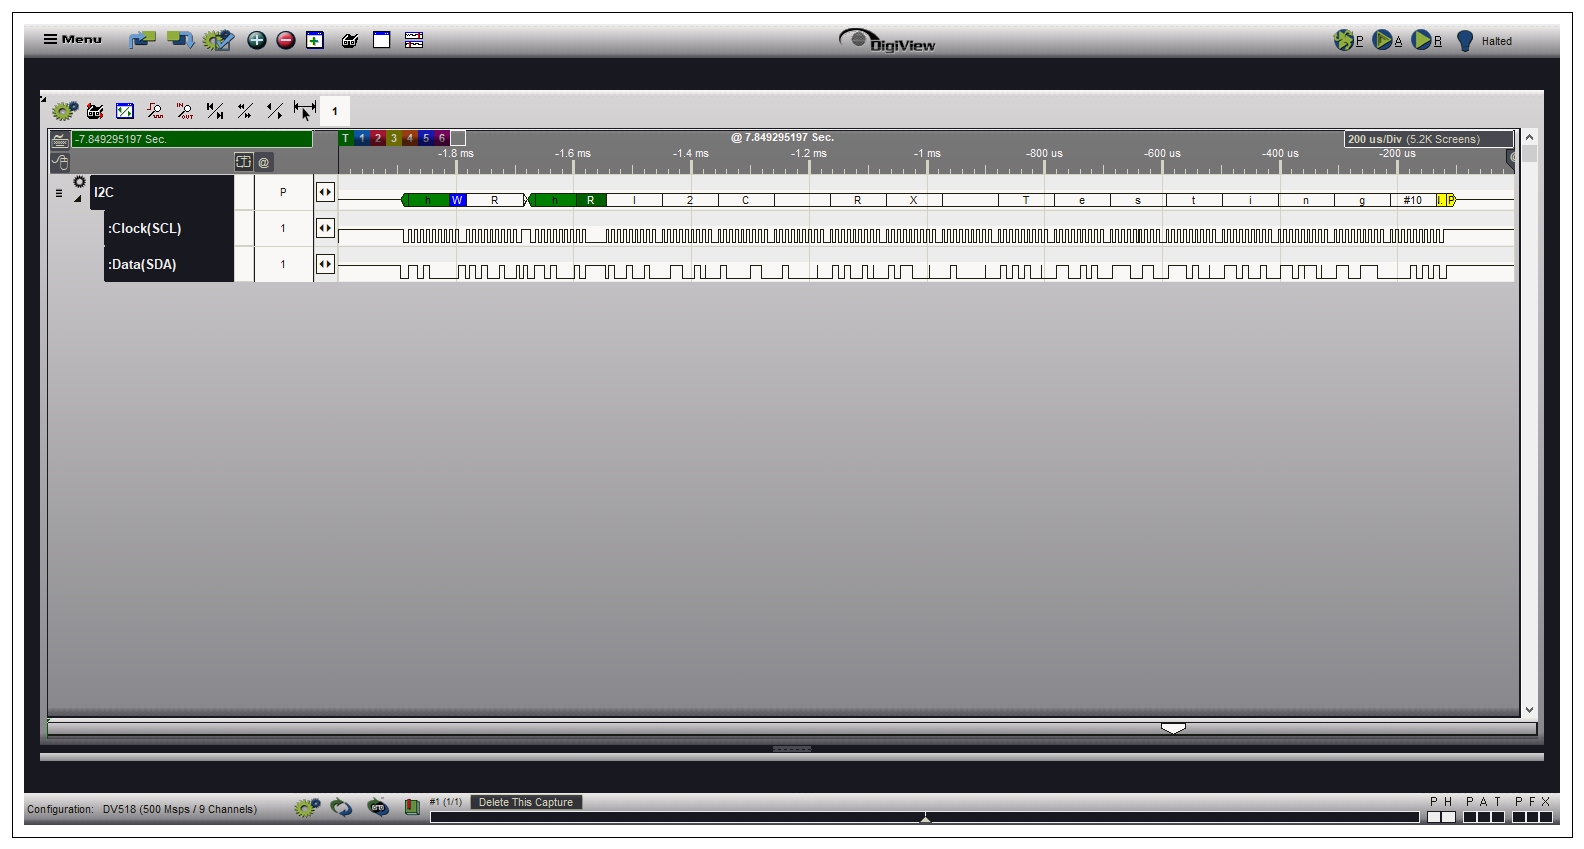 Menu DigiView P A R Halted
1
-7.849295197 Sec. T 1 2 3 4 5 6 @ 7.849295197 Sec. 200 us/Div (5.2K Screens)
@ -1.8 ms -1.6 ms -1.4 ms -1.2 ms -1 ms -800 us -600 us -400 us -200 us
I2C P h W R h R I 2 C R X T e s t i n g #10 I. P
:Clock(SCL) 1
:Data(SDA) 1
Configuration: DV518 (500 Msps / 9 Channels) #1 (1/1) Delete This Capture P H P A T P F X